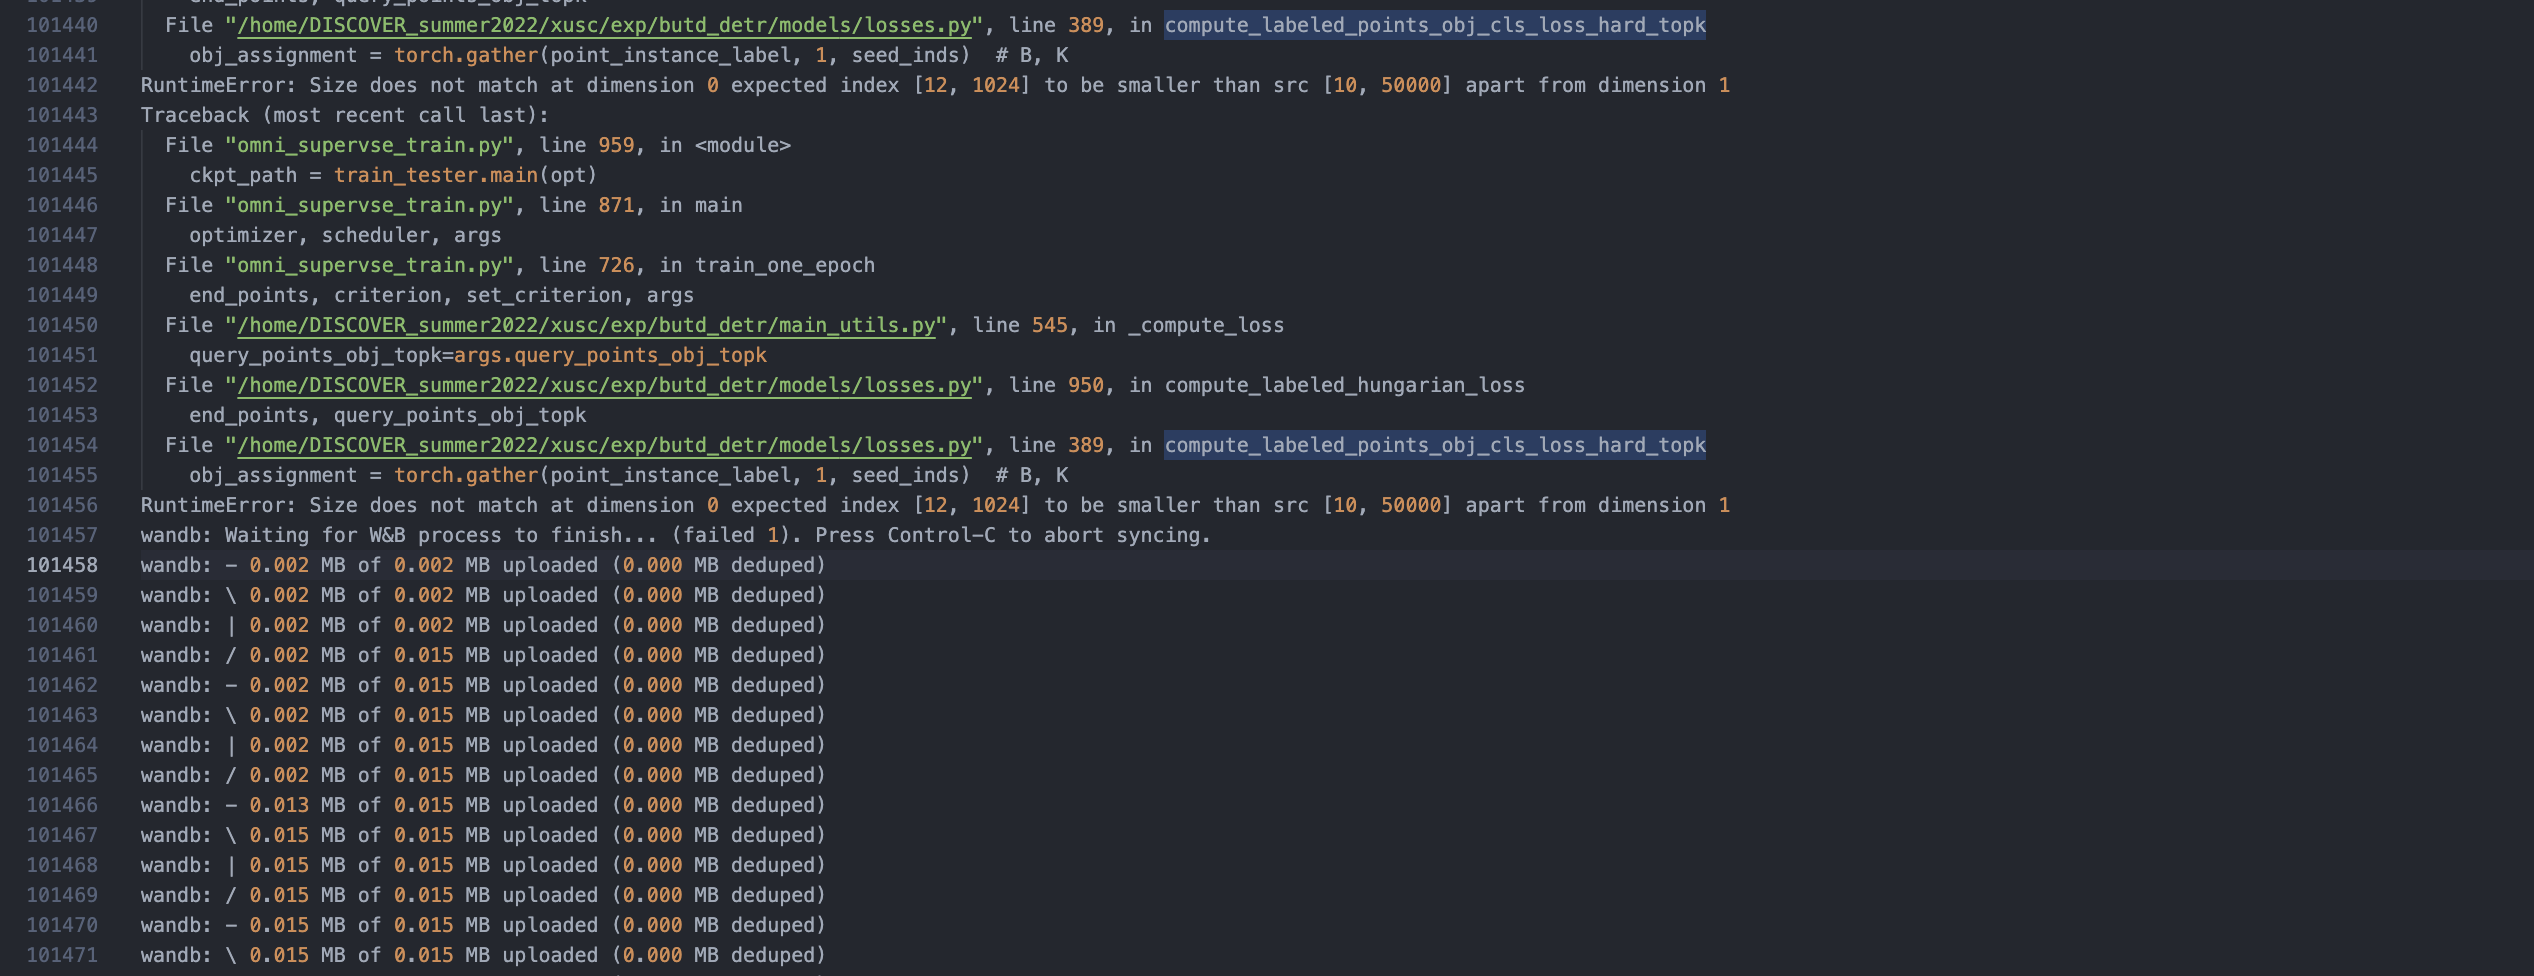 end_points, query_points_obj_topk
101440 File "/home/DISCOVER_summer2022/xusc/exp/butd_detr/models/losses.py", line 389, in compute_labeled_points_obj_cls_loss_hard_topk
101441 obj_assignment = torch.gather(point_instance_label, 1, seed_inds)  # B, K
101442 RuntimeError: Size does not match at dimension 0 expected index [12, 1024] to be smaller than src [10, 50000] apart from dimension 1
101443 Traceback (most recent call last):
101444 File "omni_supervse_train.py", line 959, in <module>
101445 ckpt_path = train_tester.main(opt)
101446 File "omni_supervse_train.py", line 871, in main
101447 optimizer, scheduler, args
101448 File "omni_supervse_train.py", line 726, in train_one_epoch
101449 end_points, criterion, set_criterion, args
101450 File "/home/DISCOVER_summer2022/xusc/exp/butd_detr/main_utils.py", line 545, in _compute_loss
101451 query_points_obj_topk=args.query_points_obj_topk
101452 File "/home/DISCOVER_summer2022/xusc/exp/butd_detr/models/losses.py", line 950, in compute_labeled_hungarian_loss
101453 end_points, query_points_obj_topk
101454 File "/home/DISCOVER_summer2022/xusc/exp/butd_detr/models/losses.py", line 389, in compute_labeled_points_obj_cls_loss_hard_topk
101455 obj_assignment = torch.gather(point_instance_label, 1, seed_inds)  # B, K
101456 RuntimeError: Size does not match at dimension 0 expected index [12, 1024] to be smaller than src [10, 50000] apart from dimension 1
101457 wandb: Waiting for W&B process to finish... (failed 1). Press Control-C to abort syncing.
101458 wandb: - 0.002 MB of 0.002 MB uploaded (0.000 MB deduped)
101459 wandb: \ 0.002 MB of 0.002 MB uploaded (0.000 MB deduped)
101460 wandb: | 0.002 MB of 0.002 MB uploaded (0.000 MB deduped)
101461 wandb: / 0.002 MB of 0.015 MB uploaded (0.000 MB deduped)
101462 wandb: - 0.002 MB of 0.015 MB uploaded (0.000 MB deduped)
101463 wandb: \ 0.002 MB of 0.015 MB uploaded (0.000 MB deduped)
101464 wandb: | 0.002 MB of 0.015 MB uploaded (0.000 MB deduped)
101465 wandb: / 0.002 MB of 0.015 MB uploaded (0.000 MB deduped)
101466 wandb: - 0.013 MB of 0.015 MB uploaded (0.000 MB deduped)
101467 wandb: \ 0.015 MB of 0.015 MB uploaded (0.000 MB deduped)
101468 wandb: | 0.015 MB of 0.015 MB uploaded (0.000 MB deduped)
101469 wandb: / 0.015 MB of 0.015 MB uploaded (0.000 MB deduped)
101470 wandb: - 0.015 MB of 0.015 MB uploaded (0.000 MB deduped)
101471 wandb: \ 0.015 MB of 0.015 MB uploaded (0.000 MB deduped)